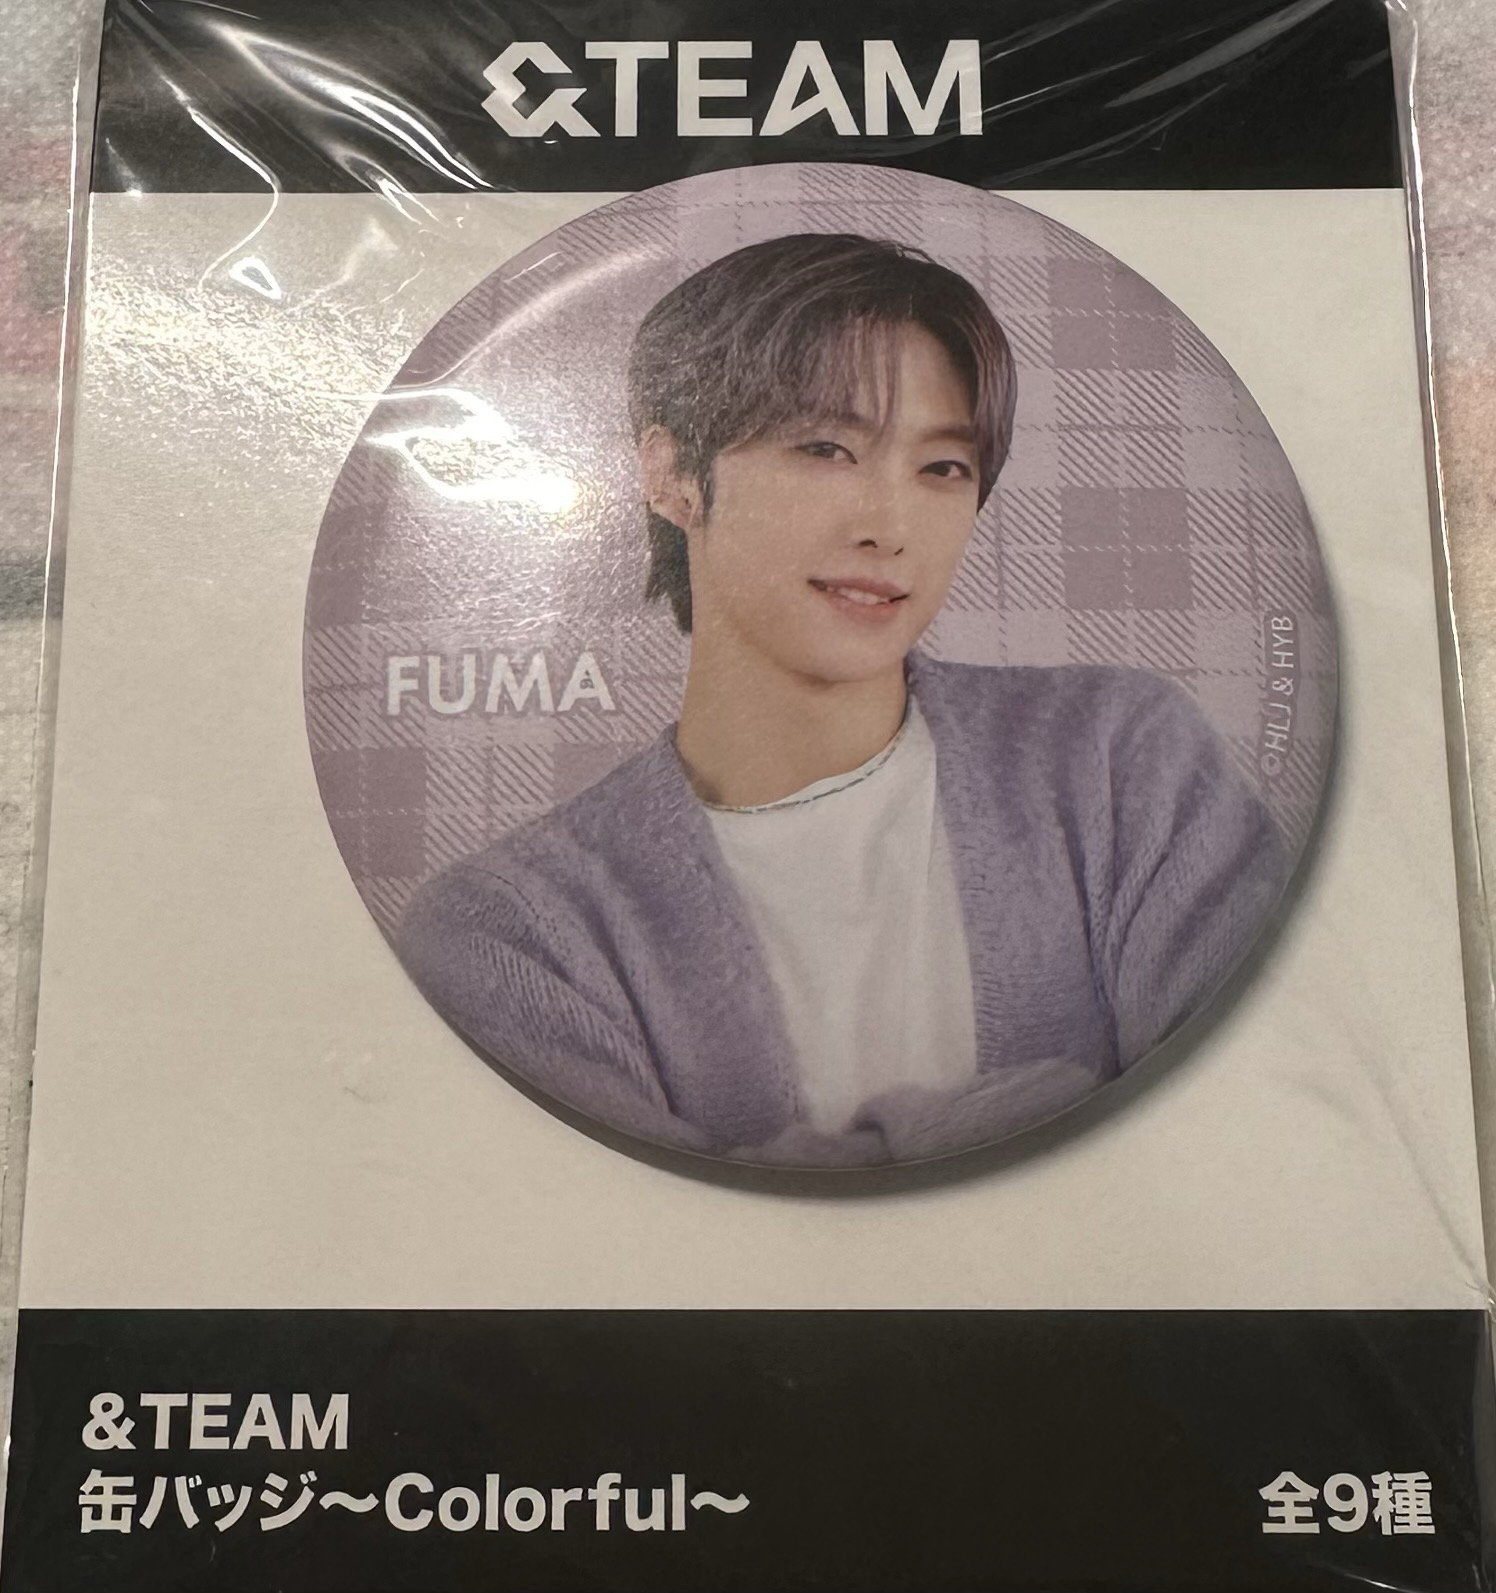 &TEAM
FUMA
©HLJ & HYB
&TEAM
缶バッジ〜Colorful〜
全9種